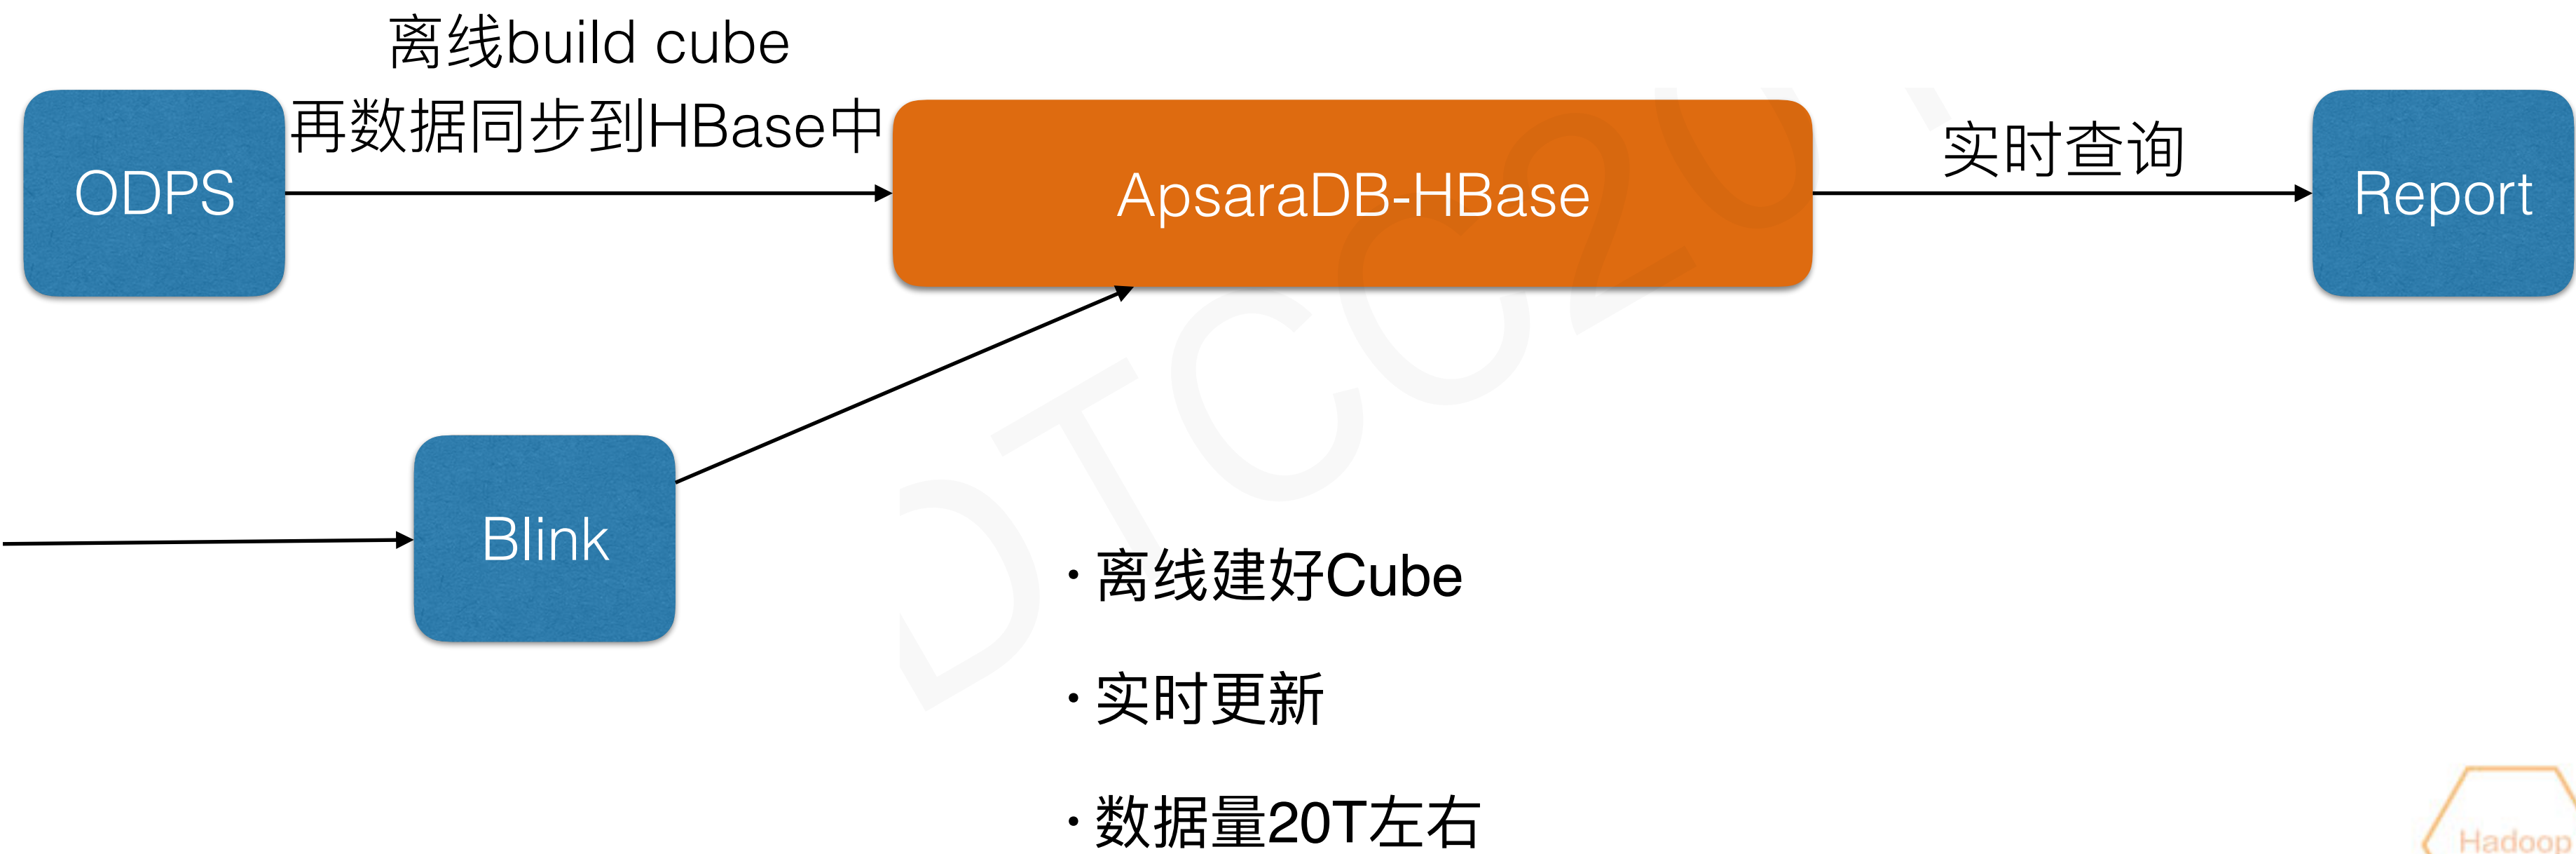 离线build cube
再数据同步到HBase中
ODPS
ApsaraDB-HBase
实时查询
Report
Blink
· 离线建好Cube
· 实时更新
· 数据量20T左右
DTCC20
Hadoop